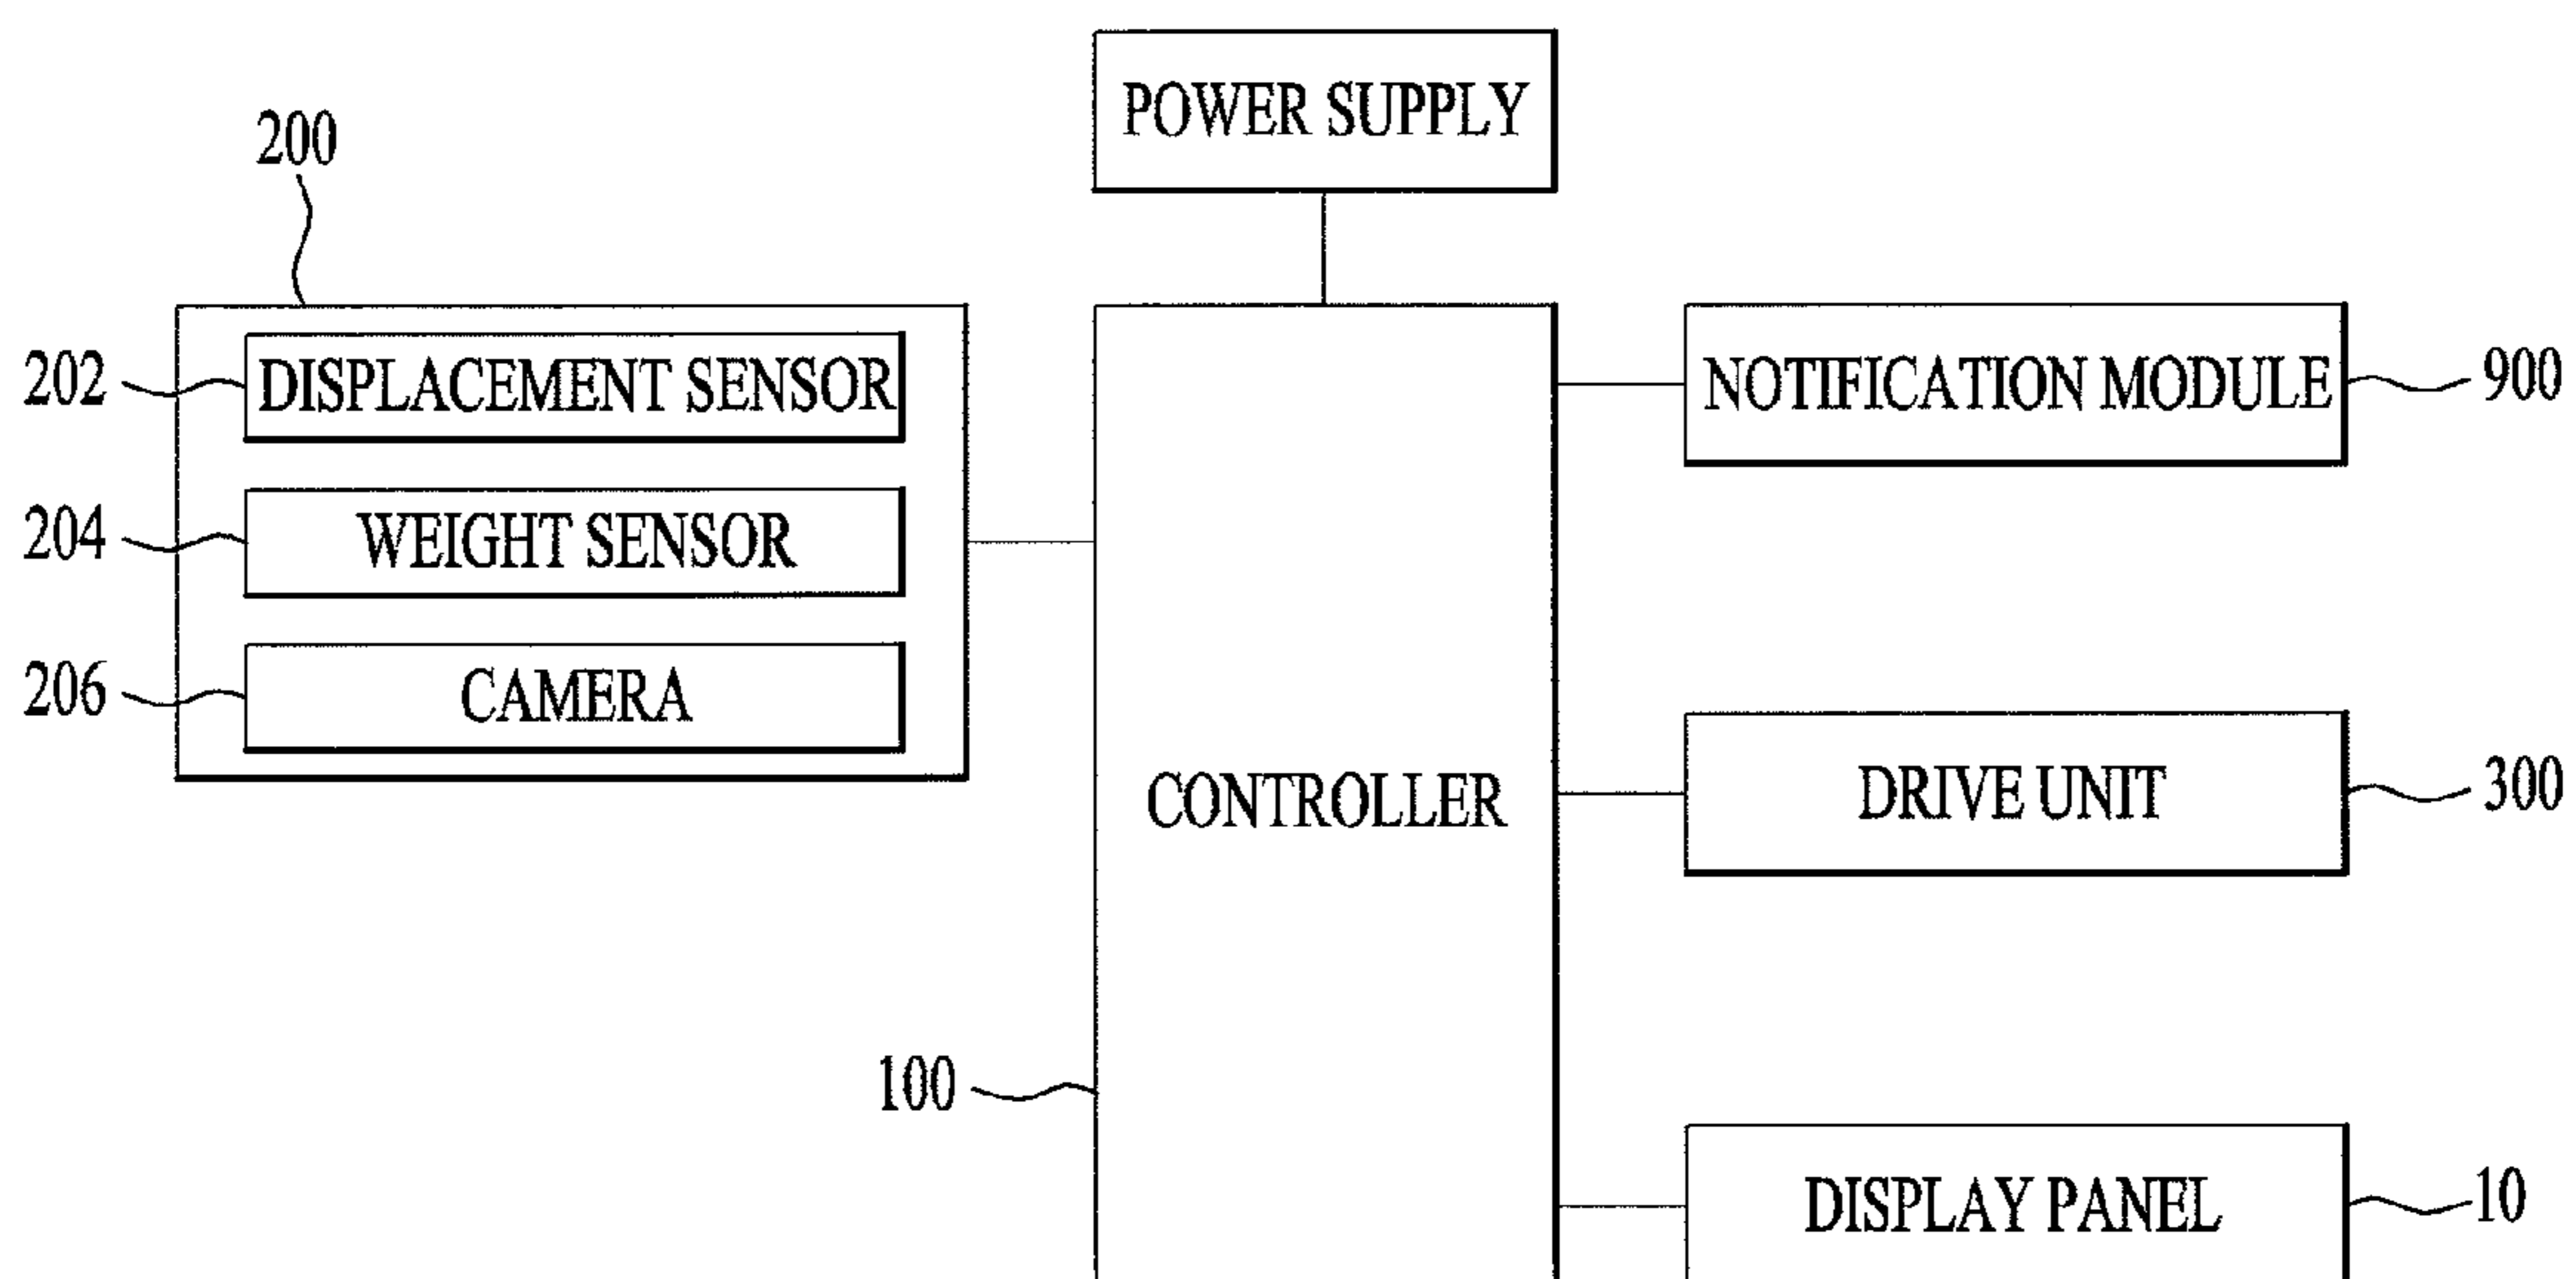 POWER SUPPLY
200
202 DISPLACEMENT SENSOR
NOTIFICATION MODULE 900
204 WEIGHT SENSOR
206 CAMERA
CONTROLLER
DRIVE UNIT 300
100
DISPLAY PANEL 10